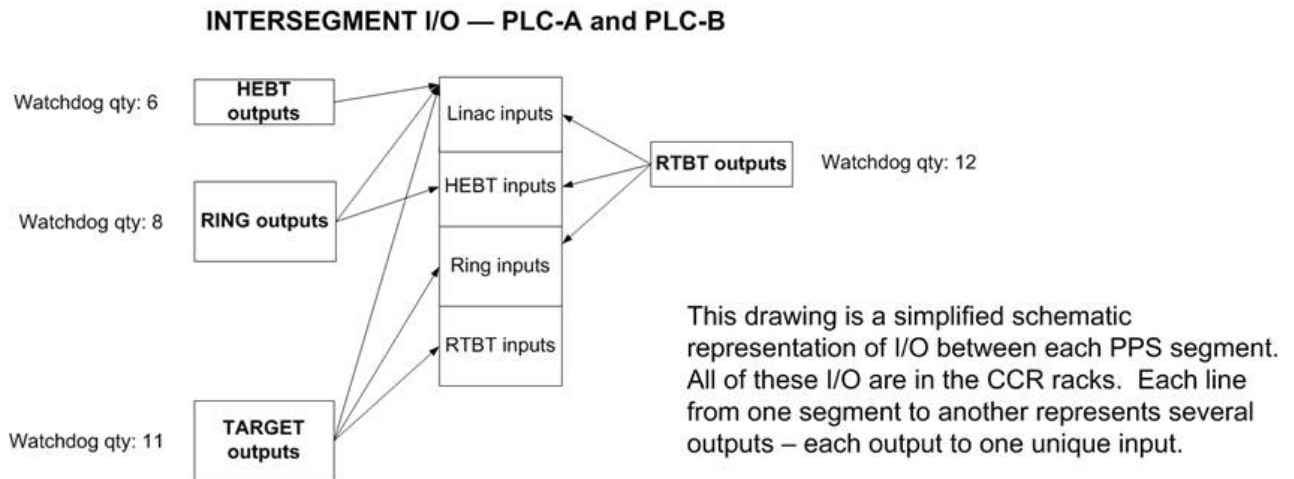 INTERSEGMENT I/O — PLC-A and PLC-B
Watchdog qty: 6
HEBT
outputs
Linac inputs
RTBT outputs
Watchdog qty: 12
HEBT inputs
Watchdog qty: 8
RING outputs
Ring inputs
RTBT inputs
Watchdog qty: 11
TARGET
outputs
This drawing is a simplified schematic
representation of I/O between each PPS segment.
All of these I/O are in the CCR racks.  Each line
from one segment to another represents several
outputs – each output to one unique input.